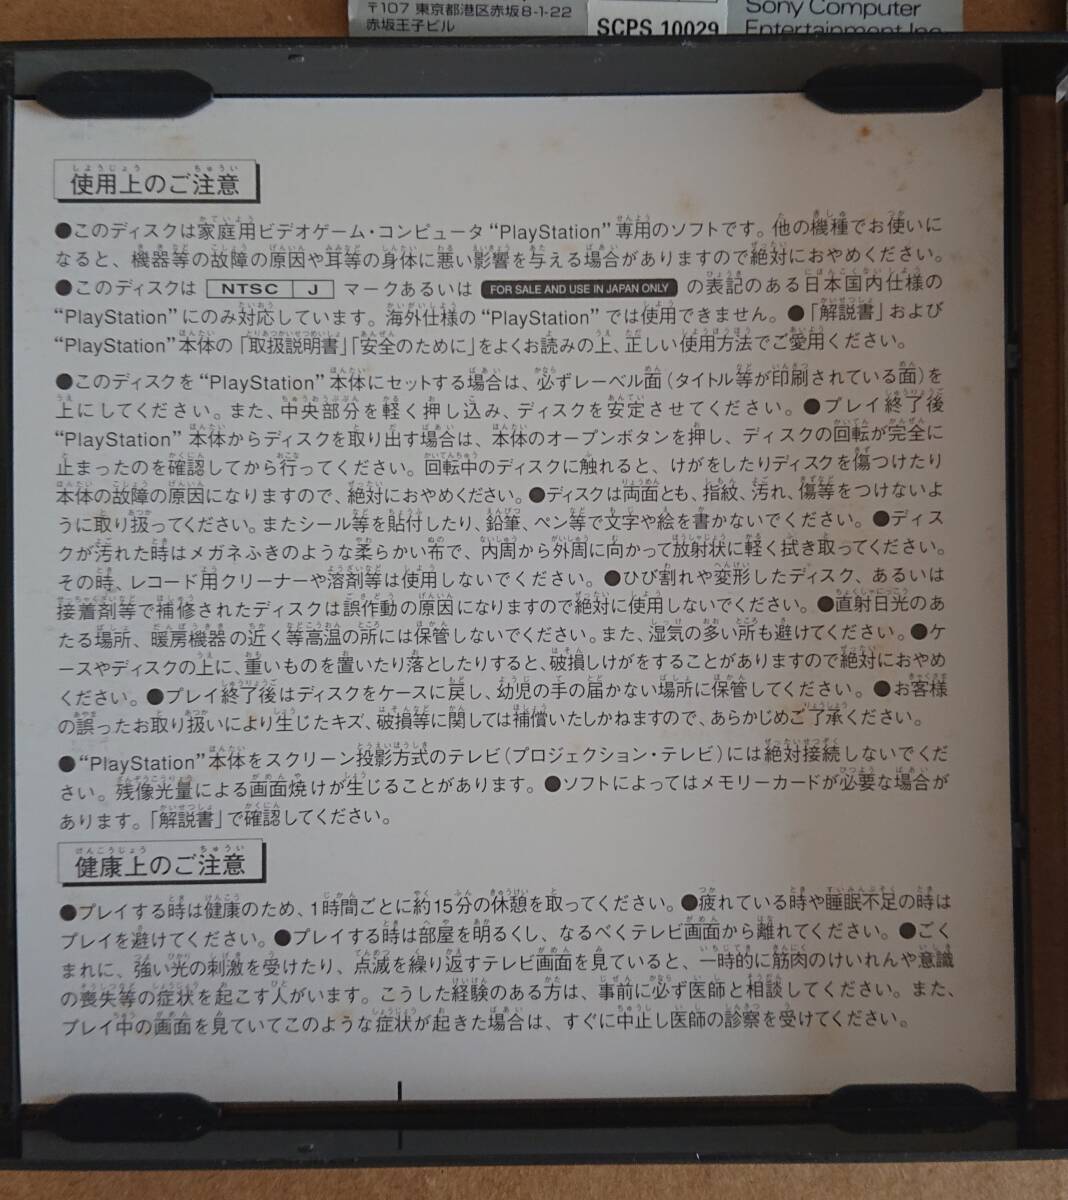 〒107 東京都港区赤坂8-1-22
赤坂王子ビル
SCPS 10029
Sony Computer
Entertainment Inc.
使用上のご注意
●このディスクは家庭用ビデオゲーム・コンピュータ“PlayStation”専用のソフトです。他の機種でお使いに
なると、機器等の故障の原因や耳等の身体に悪い影響を与える場合がありますので絶対におやめください。
●このディスクは NTSC J マークあるいは FOR SALE AND USE IN JAPAN ONLY の表記のある日本国内仕様の
“PlayStation”にのみ対応しています。海外仕様の“PlayStation”では使用できません。●「解説書」および
“PlayStation”本体の「取扱説明書」「安全のために」をよくお読みの上、正しい使用方法でご愛用ください。
●このディスクを“PlayStation”本体にセットする場合は、必ずレーベル面(タイトル等が印刷されている面)を
上にしてください。また、中央部分を軽く押し込み、ディスクを安定させてください。●プレイ終了後
“PlayStation”本体からディスクを取り出す場合は、本体のオープンボタンを押し、ディスクの回転が完全に
止まったのを確認してから行ってください。回転中のディスクに触れると、けがをしたりディスクを傷つけたり
本体の故障の原因になりますので、絶対におやめください。●ディスクは両面とも、指紋、汚れ、傷等をつけないよ
うに取り扱ってください。またシール等を貼付したり、鉛筆、ペン等で文字や絵を書かないでください。●ディス
クが汚れた時はメガネふきのような柔らかい布で、内周から外周に向かって放射状に軽く拭き取ってください。
その時、レコード用クリーナーや溶剤等は使用しないでください。●ひび割れや変形したディスク、あるいは
接着剤等で補修されたディスクは誤作動の原因になりますので絶対に使用しないでください。●直射日光のあ
たる場所、暖房機器の近く等高温の所には保管しないでください。また、湿気の多い所も避けてください。●ケ
ースやディスクの上に、重いものを置いたり落としたりすると、破損しけがをすることがありますので絶対におやめ
ください。●プレイ終了後はディスクをケースに戻し、幼児の手の届かない場所に保管してください。●お客様
の誤ったお取り扱いにより生じたキズ、破損等に関しては補償いたしかねますので、あらかじめご了承ください。
●“PlayStation”本体をスクリーン投影方式のテレビ(プロジェクション・テレビ)には絶対接続しないでくだ
さい。残像光量による画面焼けが生じることがあります。●ソフトによってはメモリーカードが必要な場合が
あります。「解説書」で確認してください。
健康上のご注意
●プレイする時は健康のため、1時間ごとに約15分の休憩を取ってください。●疲れている時や睡眠不足の時は
プレイを避けてください。●プレイする時は部屋を明るくし、なるべくテレビ画面から離れてください。●ごく
まれに、強い光の刺激を受けたり、点滅を繰り返すテレビ画面を見ていると、一時的に筋肉のけいれんや意識
の喪失等の症状を起こす人がいます。こうした経験のある方は、事前に必ず医師と相談してください。また、
プレイ中の画面を見ていてこのような症状が起きた場合は、すぐに中止し医師の診察を受けてください。